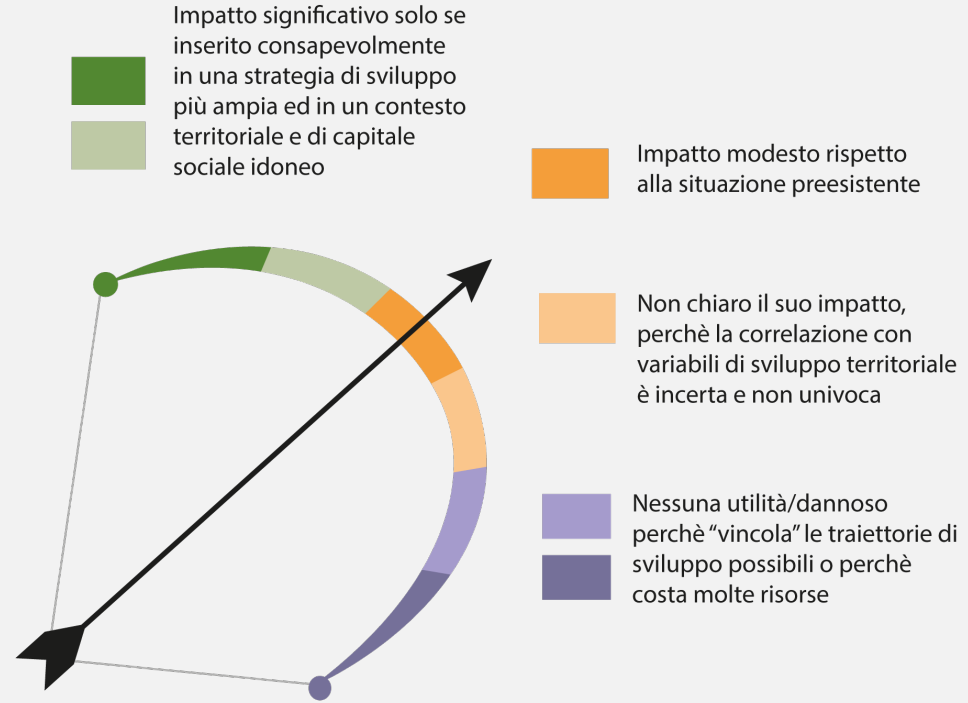 Impatto significativo solo se
inserito consapevolmente
in una strategia di sviluppo
più ampia ed in un contesto
territoriale e di capitale
sociale idoneo
Impatto modesto rispetto
alla situazione preesistente
Non chiaro il suo impatto,
perchè la correlazione con
variabili di sviluppo territoriale
è incerta e non univoca
Nessuna utilità/dannoso
perchè “vincola” le traiettorie di
sviluppo possibili o perchè
costa molte risorse